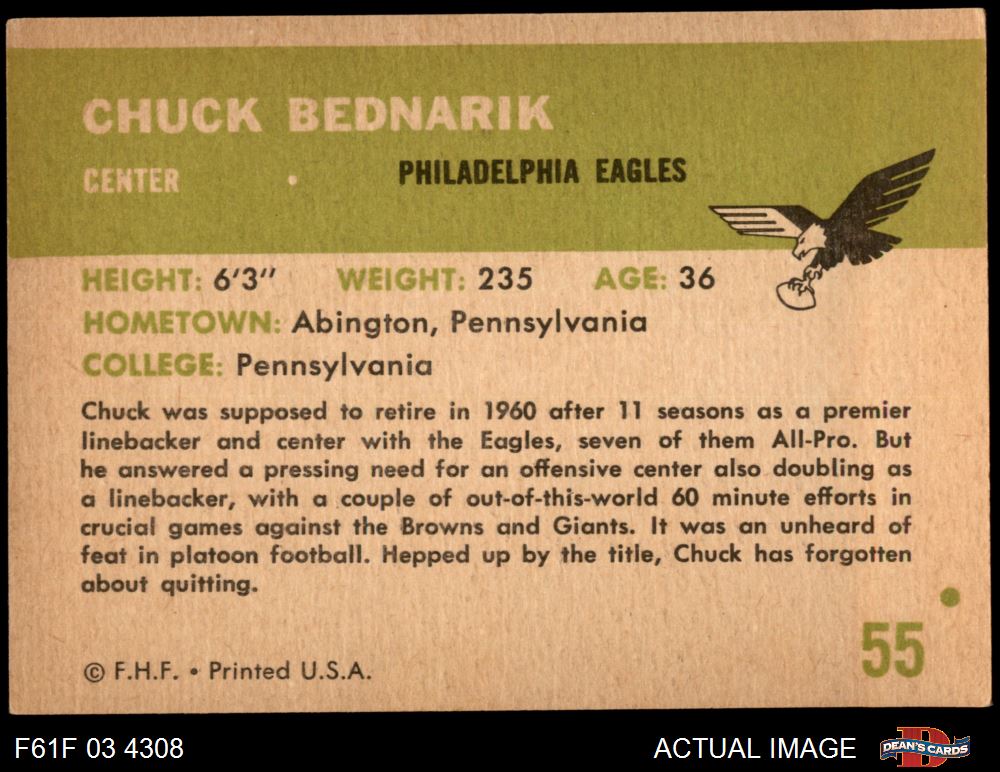 CHUCK BEDNARIK
CENTER • PHILADELPHIA EAGLES
HEIGHT: 6'3" WEIGHT: 235 AGE: 36
HOMETOWN: Abington, Pennsylvania
COLLEGE: Pennsylvania
Chuck was supposed to retire in 1960 after 11 seasons as a premier
linebacker and center with the Eagles, seven of them All-Pro. But
he answered a pressing need for an offensive center also doubling as
a linebacker, with a couple of out-of-this-world 60 minute efforts in
crucial games against the Browns and Giants. It was an unheard of
feat in platoon football. Hepped up by the title, Chuck has forgotten
about quitting.
55
© F.H.F. • Printed U.S.A.
F61F 03 4308 ACTUAL IMAGE DEAN'S CARDS